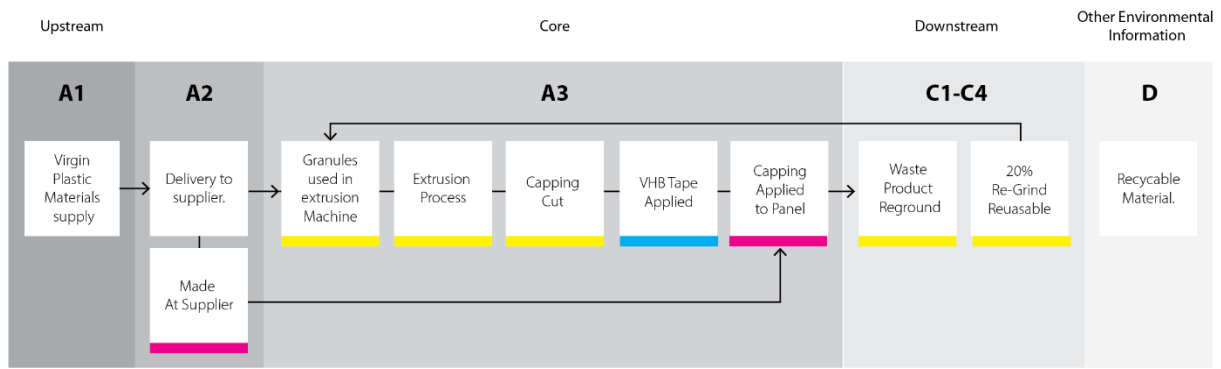 Upstream
Core
Downstream
Other Environmental
Information
A1
A2
A3
C1-C4
D
Virgin
Plastic
Materials
supply
Delivery to
supplier.
Granules
used in
extrusion
Machine
Extrusion
Process
Capping
Cut
VHB Tape
Applied
Capping
Applied
to Panel
Waste
Product
Reground
20%
Re-Grind
Reuasable
Recycable
Material.
Made
At Supplier